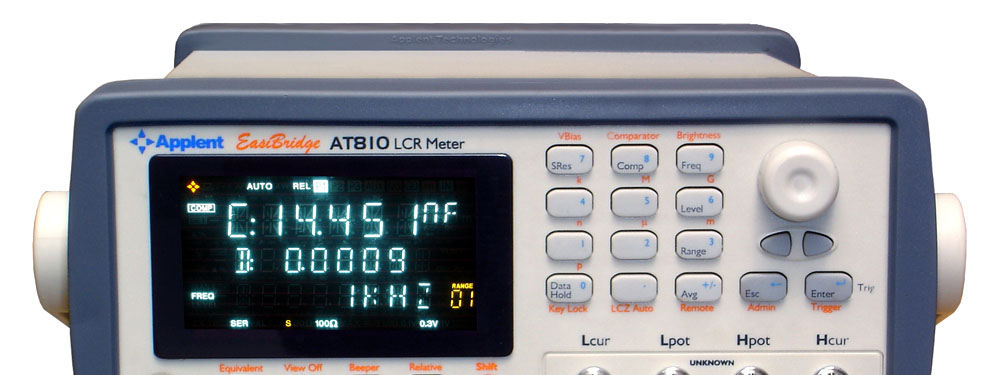 Applent Technologies
Applent EasiBridge AT810 LCR Meter
VBias Comparator Brightness
SRes 7 Comp 8 Freq 9
k M G
4 5 Level 6
n u m
1 2 Range 3
P
Data Hold 0 . Avg +/- Esc Enter Trig
Key Lock LCZ Auto Remote Admin Trigger
AUTO REL
COMP C:14.451nF
D: 0.0009
FREQ 1KHZ RANGE 01
SER S 100Ω 0.3V
Lcur Lpot Hpot Hcur
UNKNOWN
Equivalent View Off Beeper Relative Shift